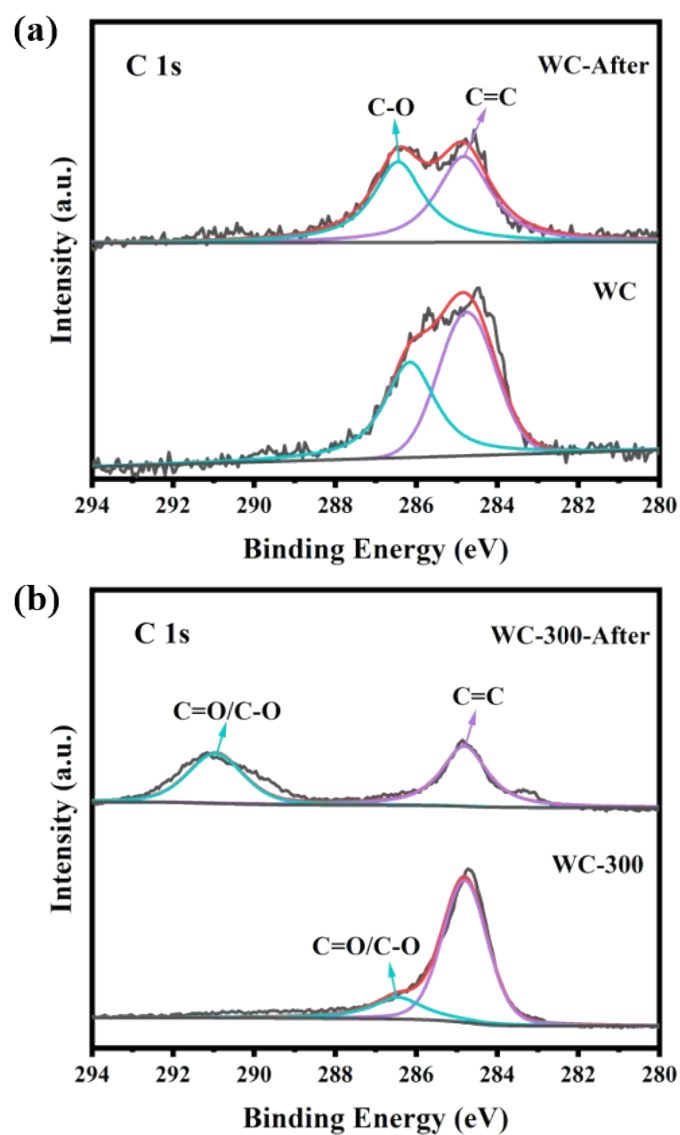 (a)
C 1s
WC-After
C-O
C=C
WC
Intensity (a.u.)
294 292 290 288 286 284 282 280
Binding Energy (eV)
(b)
C 1s
WC-300-After
C=O/C-O
C=C
WC-300
C=O/C-O
Intensity (a.u.)
294 292 290 288 286 284 282 280
Binding Energy (eV)